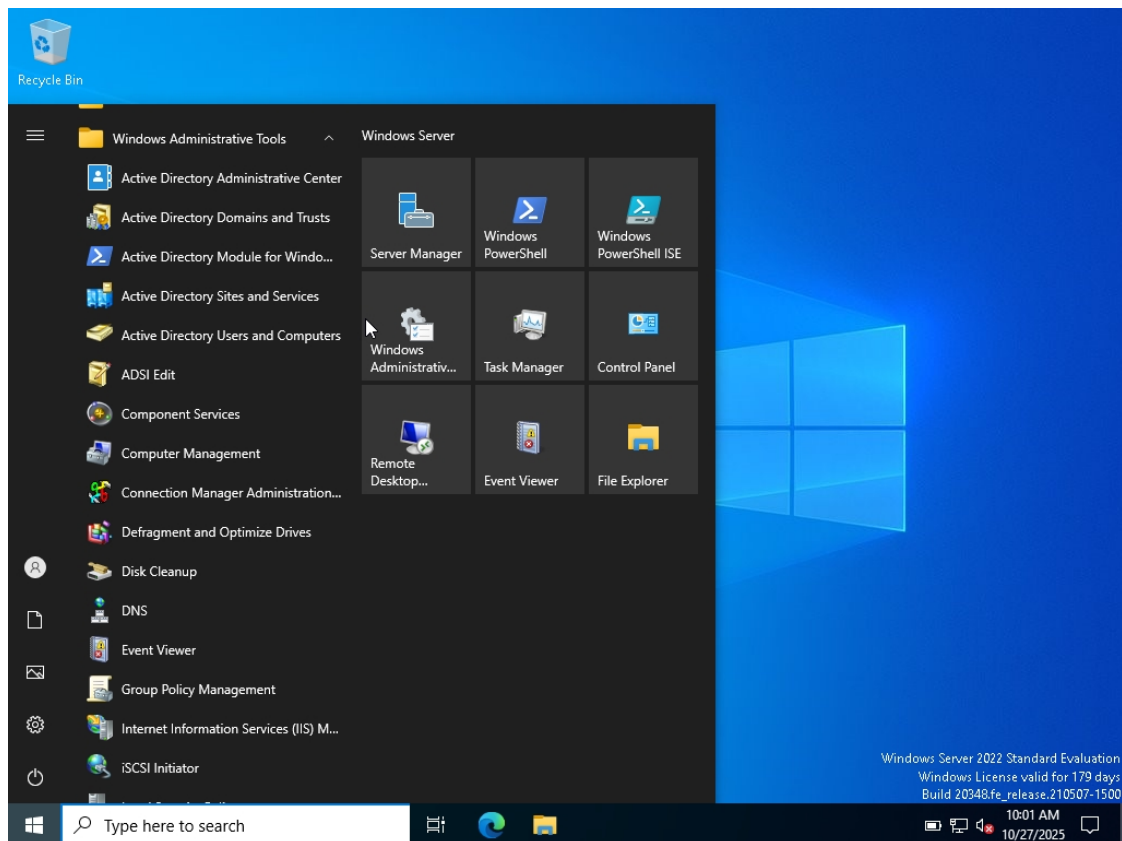 Recycle Bin
Windows Administrative Tools
Active Directory Administrative Center
Active Directory Domains and Trusts
Active Directory Module for Windo...
Active Directory Sites and Services
Active Directory Users and Computers
ADSI Edit
Component Services
Computer Management
Connection Manager Administration...
Defragment and Optimize Drives
Disk Cleanup
DNS
Event Viewer
Group Policy Management
Internet Information Services (IIS) M...
iSCSI Initiator
Windows Server
Server Manager
Windows
PowerShell
Windows
PowerShell ISE
Windows
Administrativ...
Task Manager
Control Panel
Remote
Desktop...
Event Viewer
File Explorer
Windows Server 2022 Standard Evaluation
Windows License valid for 179 days
Build 20348.fe_release.210507-1500
Type here to search
10:01 AM
10/27/2025